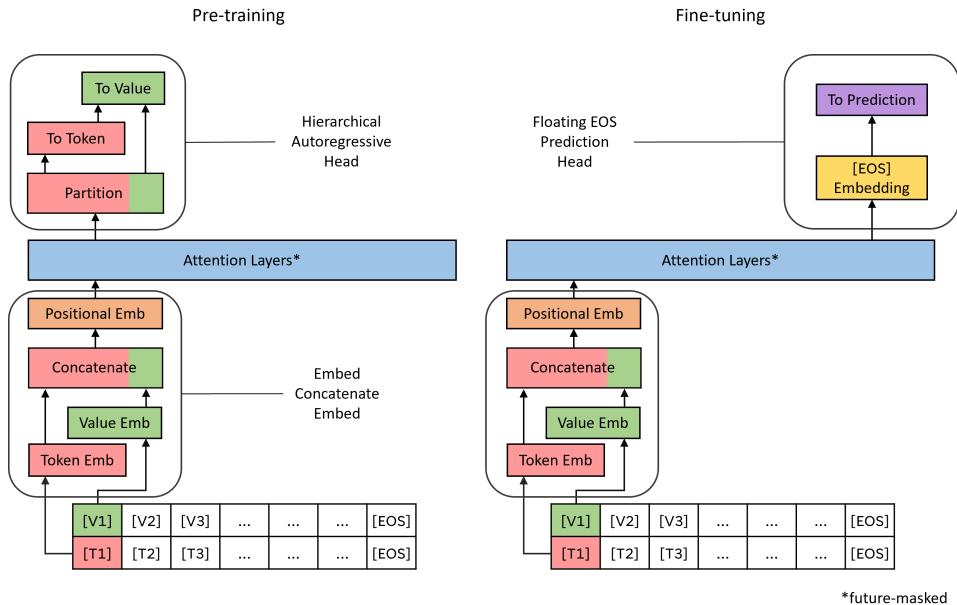 Pre-training
Fine-tuning
To Value
To Token
Partition
Hierarchical
Autoregressive
Head
Floating EOS
Prediction
Head
To Prediction
[EOS]
Embedding
Attention Layers*
Attention Layers*
Positional Emb
Concatenate
Value Emb
Token Emb
Embed
Concatenate
Embed
Positional Emb
Concatenate
Value Emb
Token Emb
[V1] [V2] [V3] ... ... ... [EOS]
[T1] [T2] [T3] ... ... ... [EOS]
[V1] [V2] [V3] ... ... ... [EOS]
[T1] [T2] [T3] ... ... ... [EOS]
*future-masked